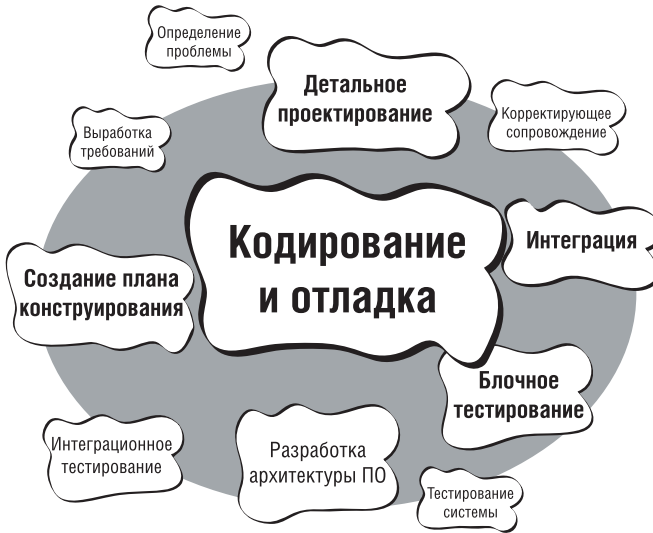 Определение
проблемы
Детальное
проектирование
Корректирующее
сопровождение
Выработка
требований
Кодирование
и отладка
Интеграция
Создание плана
конструирования
Блочное
тестирование
Интеграционное
тестирование
Разработка
архитектуры ПО
Тестирование
системы